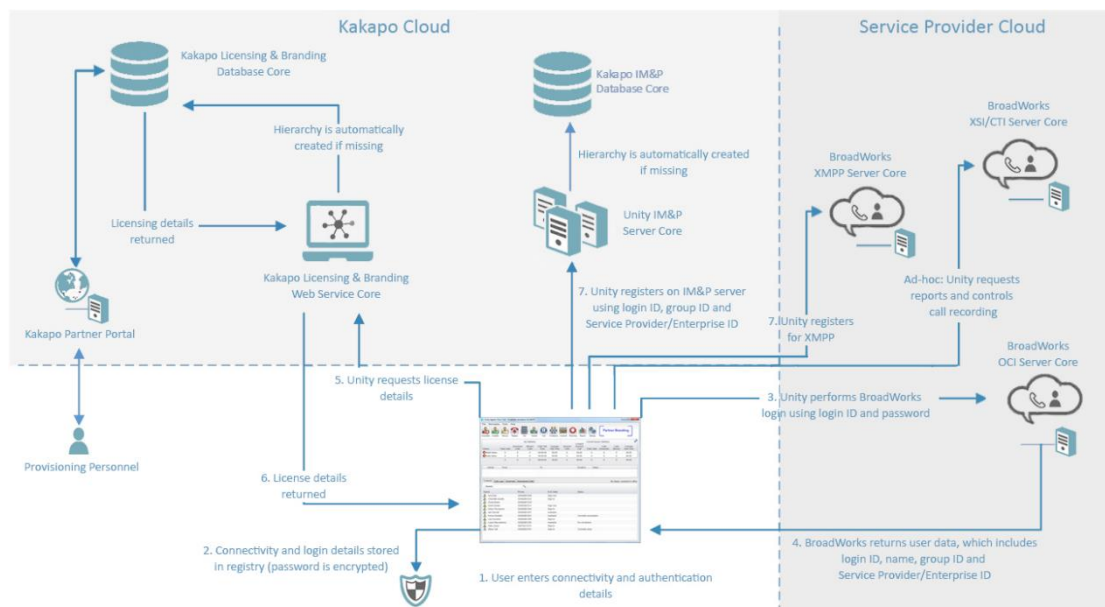 Kakapo Cloud
Service Provider Cloud
Kakapo Licensing & Branding
Database Core
Kakapo IM&P
Database Core
BroadWorks
XSI/CTI Server Core
Hierarchy is automatically
created if missing
Hierarchy is automatically created
if missing
BroadWorks
XMPP Server Core
Licensing details
returned
Unity IM&P
Server Core
Kakapo Licensing & Branding
Web Service Core
Ad-hoc: Unity requests
reports and controls
call recording
7. Unity registers on IM&P server
using login ID, group ID and
Service Provider/Enterprise ID
7. Unity registers
for XMPP
Kakapo Partner Portal
BroadWorks
OCI Server Core
5. Unity requests license
details
3. Unity performs BroadWorks
login using login ID and password
Partner Branding
Provisioning Personnel
6. License details
returned
2. Connectivity and login details stored
in registry (password is encrypted)
4. BroadWorks returns user data, which includes
login ID, name, group ID and
Service Provider/Enterprise ID
1. User enters connectivity and authentication
details